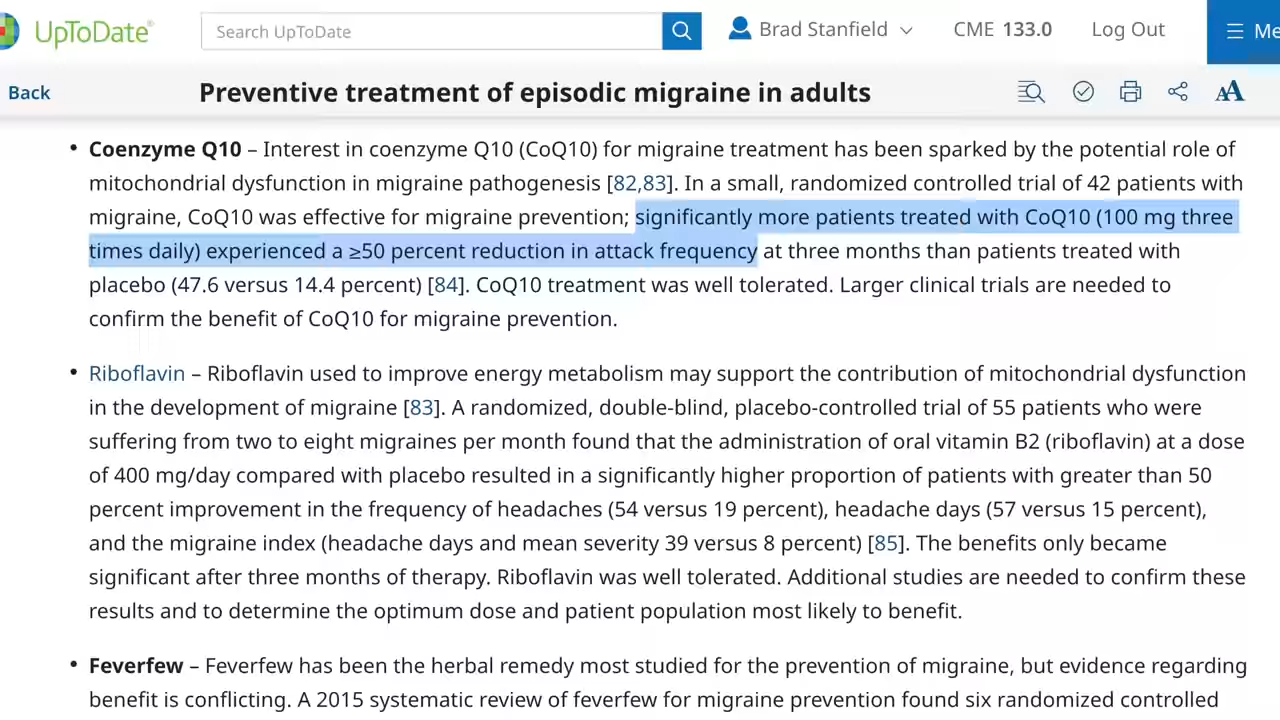 UpToDate®
Search UpToDate
Brad Stanfield
CME 133.0
Log Out
Me
Back
Preventive treatment of episodic migraine in adults
AA
• Coenzyme Q10 – Interest in coenzyme Q10 (CoQ10) for migraine treatment has been sparked by the potential role of
mitochondrial dysfunction in migraine pathogenesis [82,83]. In a small, randomized controlled trial of 42 patients with
migraine, CoQ10 was effective for migraine prevention; significantly more patients treated with CoQ10 (100 mg three
times daily) experienced a ≥50 percent reduction in attack frequency at three months than patients treated with
placebo (47.6 versus 14.4 percent) [84]. CoQ10 treatment was well tolerated. Larger clinical trials are needed to
confirm the benefit of CoQ10 for migraine prevention.
• Riboflavin – Riboflavin used to improve energy metabolism may support the contribution of mitochondrial dysfunction
in the development of migraine [83]. A randomized, double-blind, placebo-controlled trial of 55 patients who were
suffering from two to eight migraines per month found that the administration of oral vitamin B2 (riboflavin) at a dose
of 400 mg/day compared with placebo resulted in a significantly higher proportion of patients with greater than 50
percent improvement in the frequency of headaches (54 versus 19 percent), headache days (57 versus 15 percent),
and the migraine index (headache days and mean severity 39 versus 8 percent) [85]. The benefits only became
significant after three months of therapy. Riboflavin was well tolerated. Additional studies are needed to confirm these
results and to determine the optimum dose and patient population most likely to benefit.
• Feverfew – Feverfew has been the herbal remedy most studied for the prevention of migraine, but evidence regarding
benefit is conflicting. A 2015 systematic review of feverfew for migraine prevention found six randomized controlled